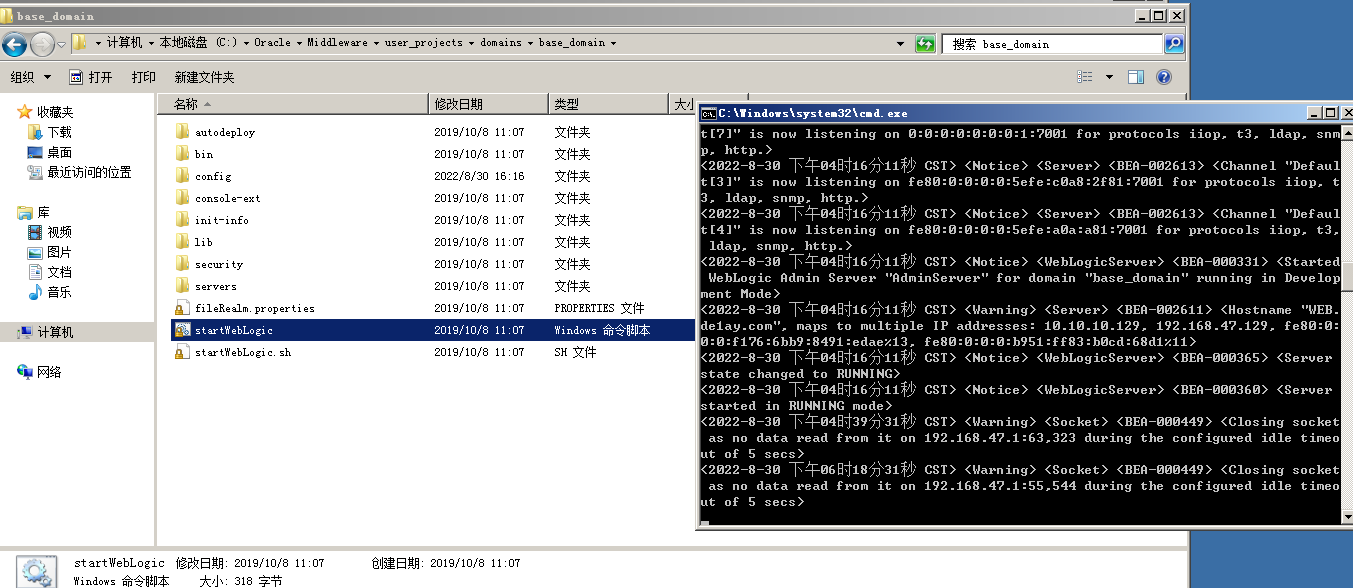 base_domain
计算机 本地磁盘 (C:) Oracle Middleware user_projects domains base_domain
搜索 base_domain
组织 打开 打印 新建文件夹
收藏夹
下载
桌面
最近访问的位置
库
视频
图片
文档
音乐
计算机
网络
名称 修改日期 类型 大小
autodeploy 2019/10/8 11:07 文件夹
bin 2019/10/8 11:07 文件夹
config 2022/8/30 16:16 文件夹
console-ext 2019/10/8 11:07 文件夹
init-info 2019/10/8 11:07 文件夹
lib 2019/10/8 11:07 文件夹
security 2019/10/8 11:07 文件夹
servers 2019/10/8 11:07 文件夹
fileRealm.properties 2019/10/8 11:07 PROPERTIES 文件
startWebLogic 2019/10/8 11:07 Windows 命令脚本
startWebLogic.sh 2019/10/8 11:07 SH 文件
C:\Windows\system32\cmd.exe
t[7]" is now listening on 0:0:0:0:0:0:0:1:7001 for protocols iiop, t3, ldap, snm
p, http.>
<2022-8-30 下午04时16分11秒 CST> <Notice> <Server> <BEA-002613> <Channel "Defaul
t[3]" is now listening on fe80:0:0:0:0:5efe:c0a8:2f81:7001 for protocols iiop, t
3, ldap, snmp, http.>
<2022-8-30 下午04时16分11秒 CST> <Notice> <Server> <BEA-002613> <Channel "Defaul
t[4]" is now listening on fe80:0:0:0:0:5efe:a0a:a81:7001 for protocols iiop, t3,
ldap, snmp, http.>
<2022-8-30 下午04时16分11秒 CST> <Notice> <WebLogicServer> <BEA-000331> <Started
WebLogic Admin Server "AdminServer" for domain "base_domain" running in Develop
ment Mode>
<2022-8-30 下午04时16分11秒 CST> <Warning> <Server> <BEA-002611> <Hostname "WEB.
de1ay.com", maps to multiple IP addresses: 10.10.10.129, 192.168.47.129, fe80:0:
0:0:f176:6bb9:8491:edae%13, fe80:0:0:0:b951:ff83:b0cd:68d1%11>
<2022-8-30 下午04时16分11秒 CST> <Notice> <WebLogicServer> <BEA-000365> <Server
state changed to RUNNING>
<2022-8-30 下午04时16分11秒 CST> <Notice> <WebLogicServer> <BEA-000360> <Server
started in RUNNING mode>
<2022-8-30 下午04时39分31秒 CST> <Warning> <Socket> <BEA-000449> <Closing socket
as no data read from it on 192.168.47.1:63,323 during the configured idle timeo
ut of 5 secs>
<2022-8-30 下午06时18分31秒 CST> <Warning> <Socket> <BEA-000449> <Closing socket
as no data read from it on 192.168.47.1:55,544 during the configured idle timeo
ut of 5 secs>
startWebLogic 修改日期: 2019/10/8 11:07 创建日期: 2019/10/8 11:07
Windows 命令脚本 大小: 318 字节